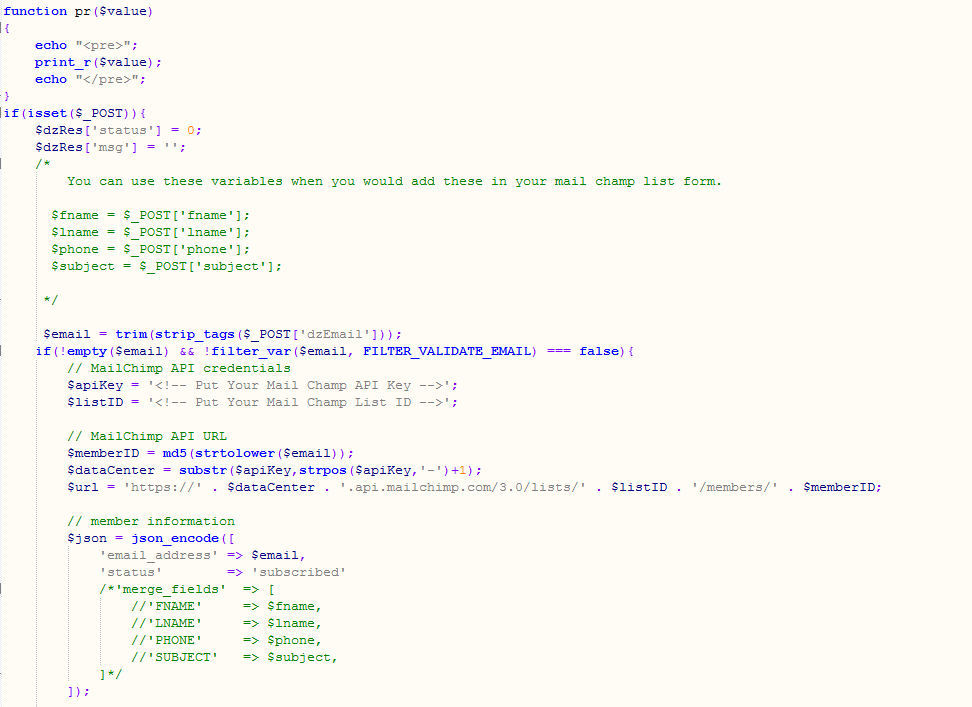 function pr($value)
{
    echo "<pre>";
    print_r($value);
    echo "</pre>";
}
if(isset($_POST)){
    $dzRes['status'] = 0;
    $dzRes['msg'] = '';
    /*
        You can use these variables when you would add these in your mail champ list form.
      $fname = $_POST['fname'];
      $lname = $_POST['lname'];
      $phone = $_POST['phone'];
      $subject = $_POST['subject'];
     */
     $email = trim(strip_tags($_POST['dzEmail']));
    if(!empty($email) && !filter_var($email, FILTER_VALIDATE_EMAIL) === false){
        // MailChimp API credentials
        $apiKey = '<!-- Put Your Mail Champ API Key -->';
        $listID = '<!-- Put Your Mail Champ List ID -->';
        // MailChimp API URL
        $memberID = md5(strtolower($email));
        $dataCenter = substr($apiKey,strpos($apiKey,'-')+1);
        $url = 'https://' . $dataCenter . '.api.mailchimp.com/3.0/lists/' . $listID . '/members/' . $memberID;
        // member information
        $json = json_encode([
            'email_address' => $email,
            'status'        => 'subscribed'
            /*'merge_fields'  => [
                //'FNAME'     => $fname,
                //'LNAME'     => $lname,
                //'PHONE'     => $phone,
                //'SUBJECT'   => $subject,
            ]*/
        ]);